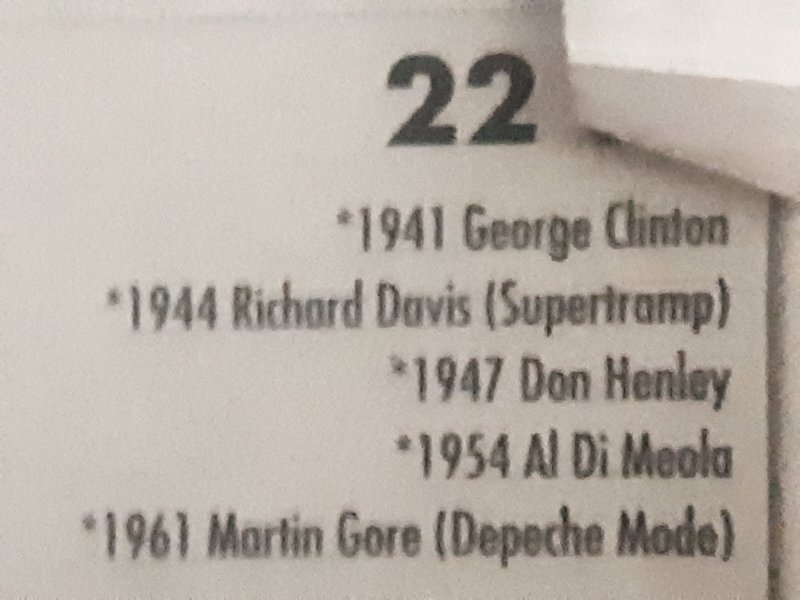 22
*1941 George Clinton
*1944 Richard Davis (Supertramp)
*1947 Don Henley
*1954 Al Di Meola
*1961 Martin Gore (Depeche Mode)